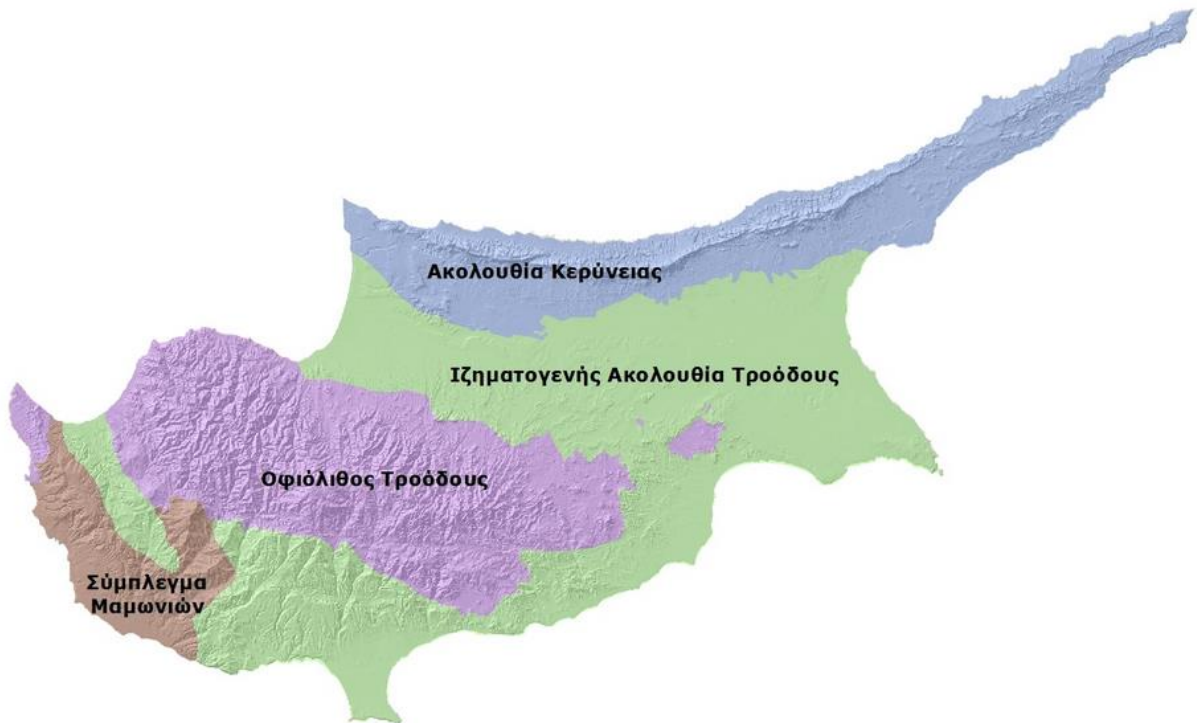 Ακολουθία Κερύνειας
Ιζηματογενής Ακολουθία Τροόδους
Οφιόλιθος Τροόδους
Σύμπλεγμα
Μαμωνιών